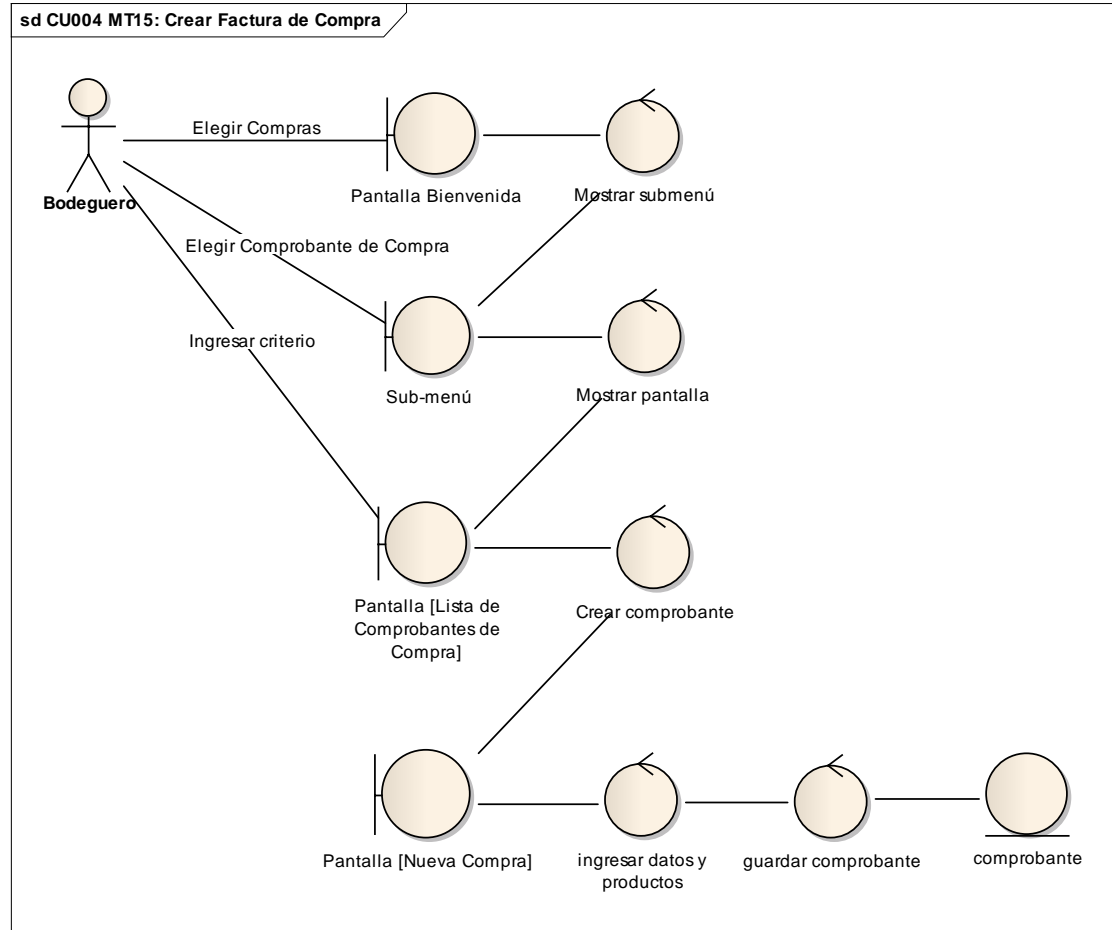 sd CU004 MT15: Crear Factura de Compra
Elegir Compras
Pantalla Bienvenida
Mostrar submenú
Bodeguero
Elegir Comprobante de Compra
Ingresar criterio
Sub-menú
Mostrar pantalla
Pantalla [Lista de
Comprobantes de
Compra]
Crear comprobante
Pantalla [Nueva Compra]
ingresar datos y
productos
guardar comprobante
comprobante